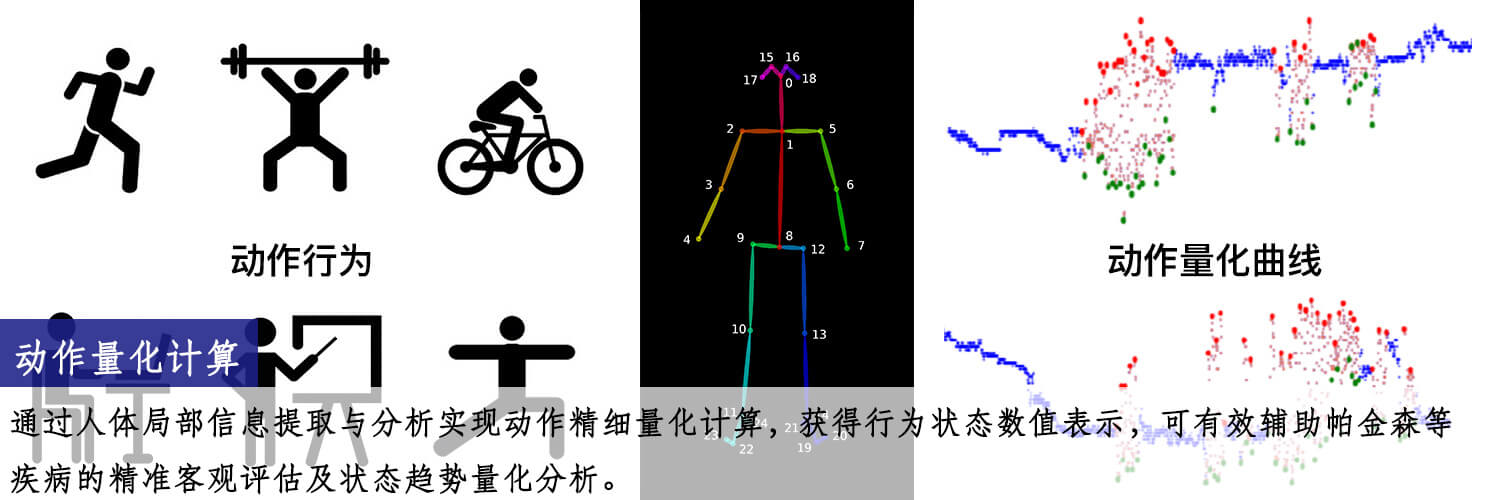 15 16
17 18
0
2 5
1
3 6
4 7
9 8 12
动作行为
动作量化曲线
10 13
动作量化计算
通过人体局部信息提取与分析实现动作精细量化计算，获得行为状态数值表示，可有效辅助帕金森等
11 24
23 22 21 19 20
疾病的精准客观评估及状态趋势量化分析。